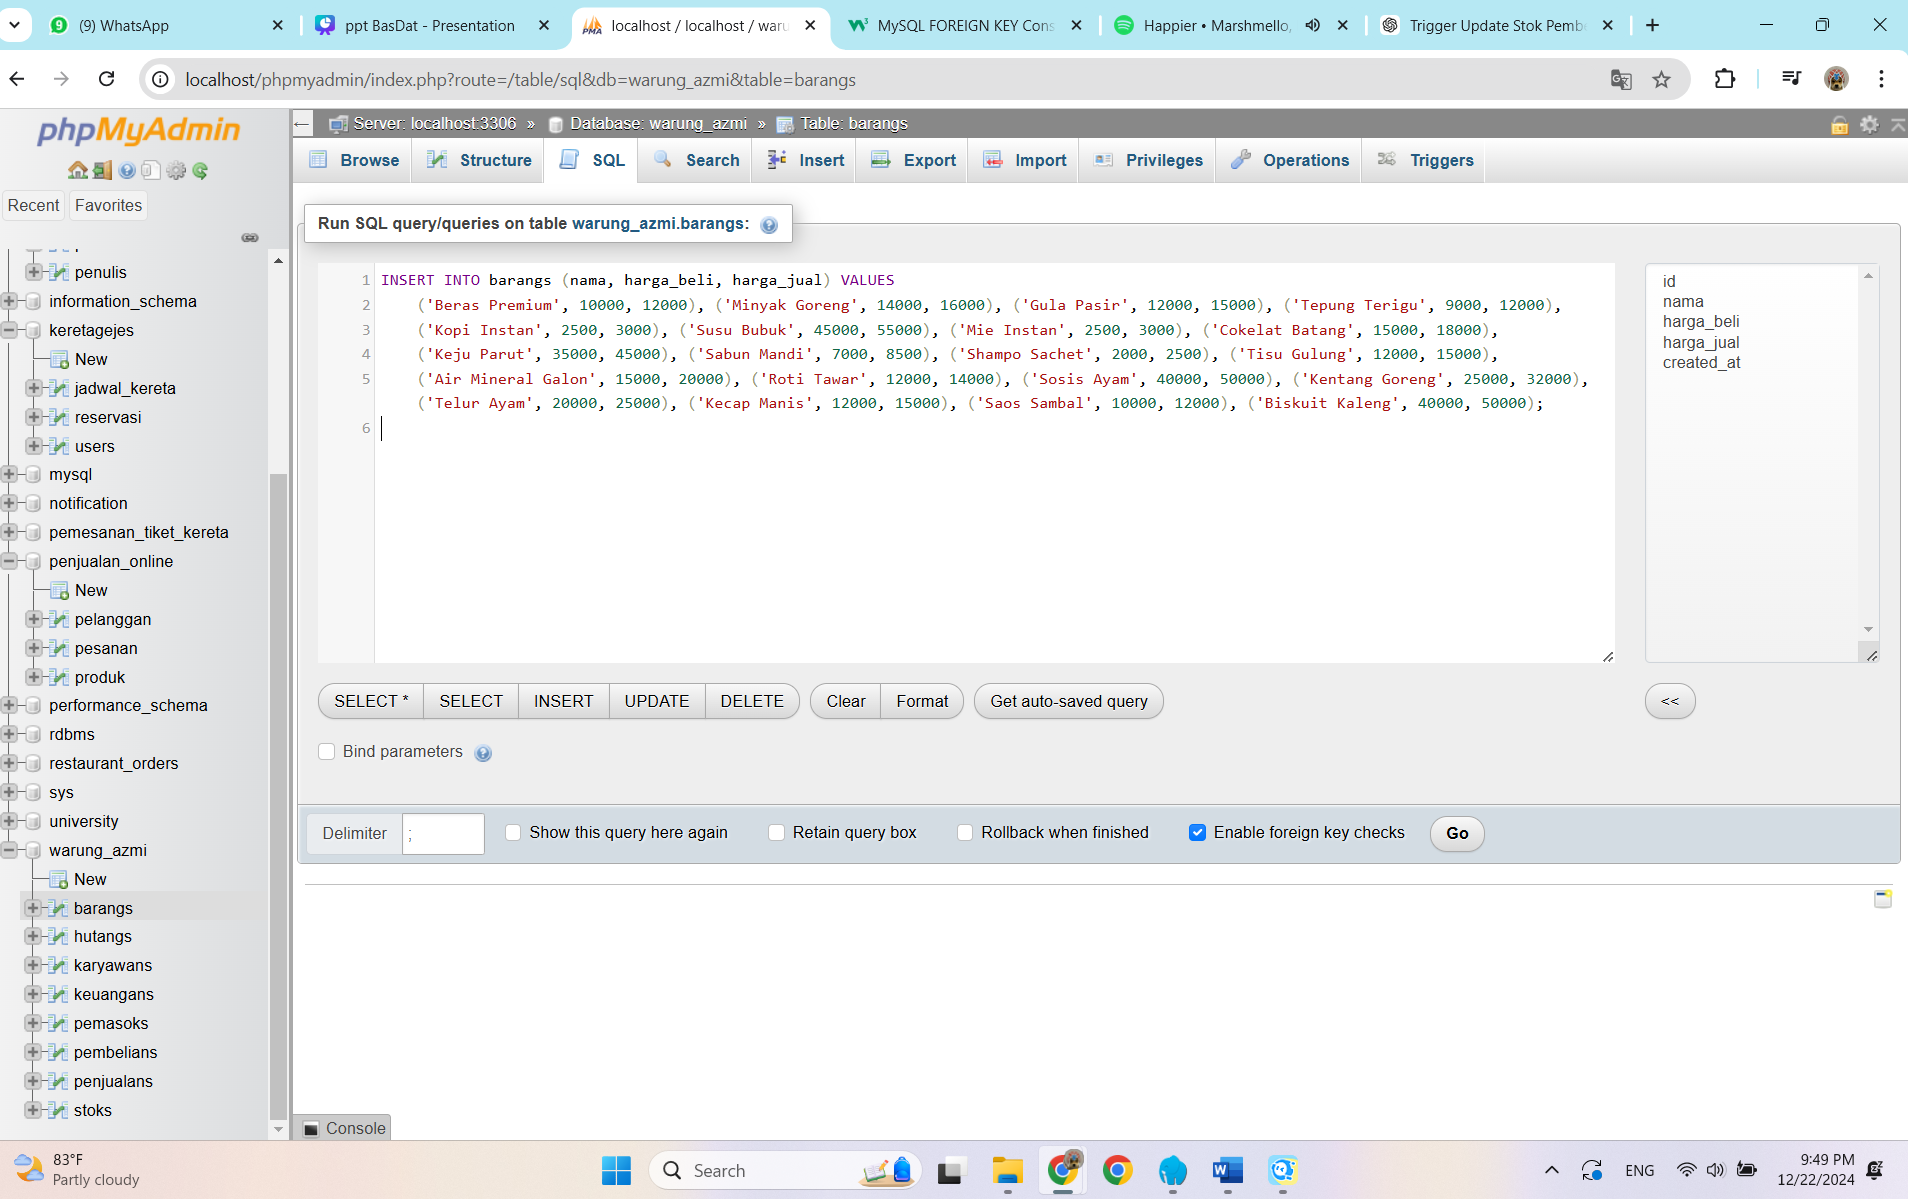 (9) WhatsApp
ppt BasDat - Presentation
localhost / localhost / waru
MySQL FOREIGN KEY Cons
Happier • Marshmello,
Trigger Update Stok Pemb
localhost/phpmyadmin/index.php?route=/table/sql&db=warung_azmi&table=barangs
phpMyAdmin
Recent
Favorites
penulis
information_schema
keretagejes
New
jadwal_kereta
reservasi
users
mysql
notification
pemesanan_tiket_kereta
penjualan_online
New
pelanggan
pesanan
produk
performance_schema
rdbms
restaurant_orders
sys
university
warung_azmi
New
barangs
hutangs
karyawans
keuangans
pemasoks
pembelians
penjualans
stoks
Server: localhost:3306 » Database: warung_azmi » Table: barangs
Browse Structure SQL Search Insert Export Import Privileges Operations Triggers
Run SQL query/queries on table warung_azmi.barangs:
1 INSERT INTO barangs (nama, harga_beli, harga_jual) VALUES
2 ('Beras Premium', 10000, 12000), ('Minyak Goreng', 14000, 16000), ('Gula Pasir', 12000, 15000), ('Tepung Terigu', 9000, 12000),
3 ('Kopi Instan', 2500, 3000), ('Susu Bubuk', 45000, 55000), ('Mie Instan', 2500, 3000), ('Cokelat Batang', 15000, 18000),
4 ('Keju Parut', 35000, 45000), ('Sabun Mandi', 7000, 8500), ('Shampo Sachet', 2000, 2500), ('Tisu Gulung', 12000, 15000),
5 ('Air Mineral Galon', 15000, 20000), ('Roti Tawar', 12000, 14000), ('Sosis Ayam', 40000, 50000), ('Kentang Goreng', 25000, 32000),
('Telur Ayam', 20000, 25000), ('Kecap Manis', 12000, 15000), ('Saos Sambal', 10000, 12000), ('Biskuit Kaleng', 40000, 50000);
6
id
nama
harga_beli
harga_jual
created_at
SELECT * SELECT INSERT UPDATE DELETE Clear Format Get auto-saved query <<
Bind parameters
Delimiter ; Show this query here again Retain query box Rollback when finished Enable foreign key checks Go
Console
83°F
Partly cloudy
Search
ENG
9:49 PM
12/22/2024